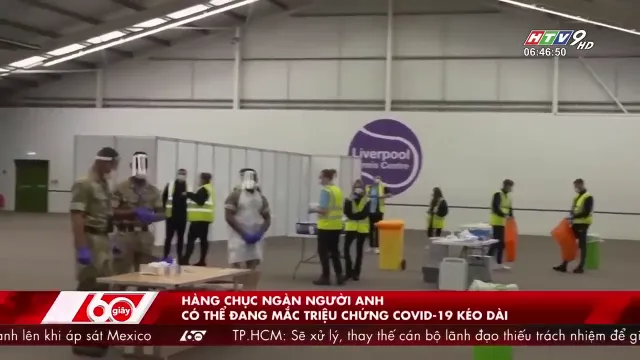 HTV9 HD
06:46:50
Liverpool
Tennis Centre
60 giây
HÀNG CHỤC NGÀN NGƯỜI ANH
CÓ THỂ ĐANG MẮC TRIỆU CHỨNG COVID-19 KÉO DÀI
anh lên khi áp sát Mexico 60 TP.HCM: Sẽ xử lý, thay thế cán bộ lãnh đạo thiếu trách nhiệm để gi